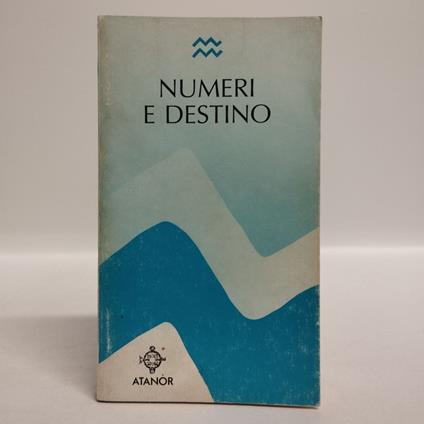 NUMERI
E DESTINO
ATANÒR